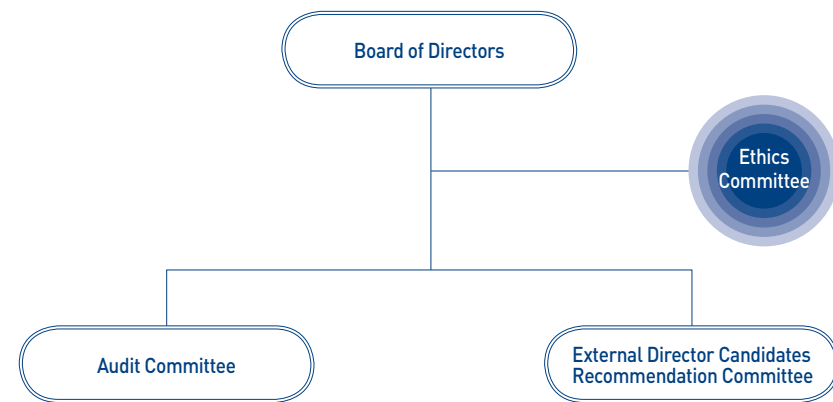 Board of Directors
Ethics
Committee
Audit Committee
External Director Candidates
Recommendation Committee